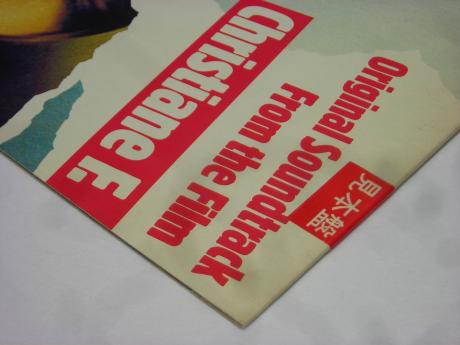 Christiane F.
Original Soundtrack
From the Film
見本盤